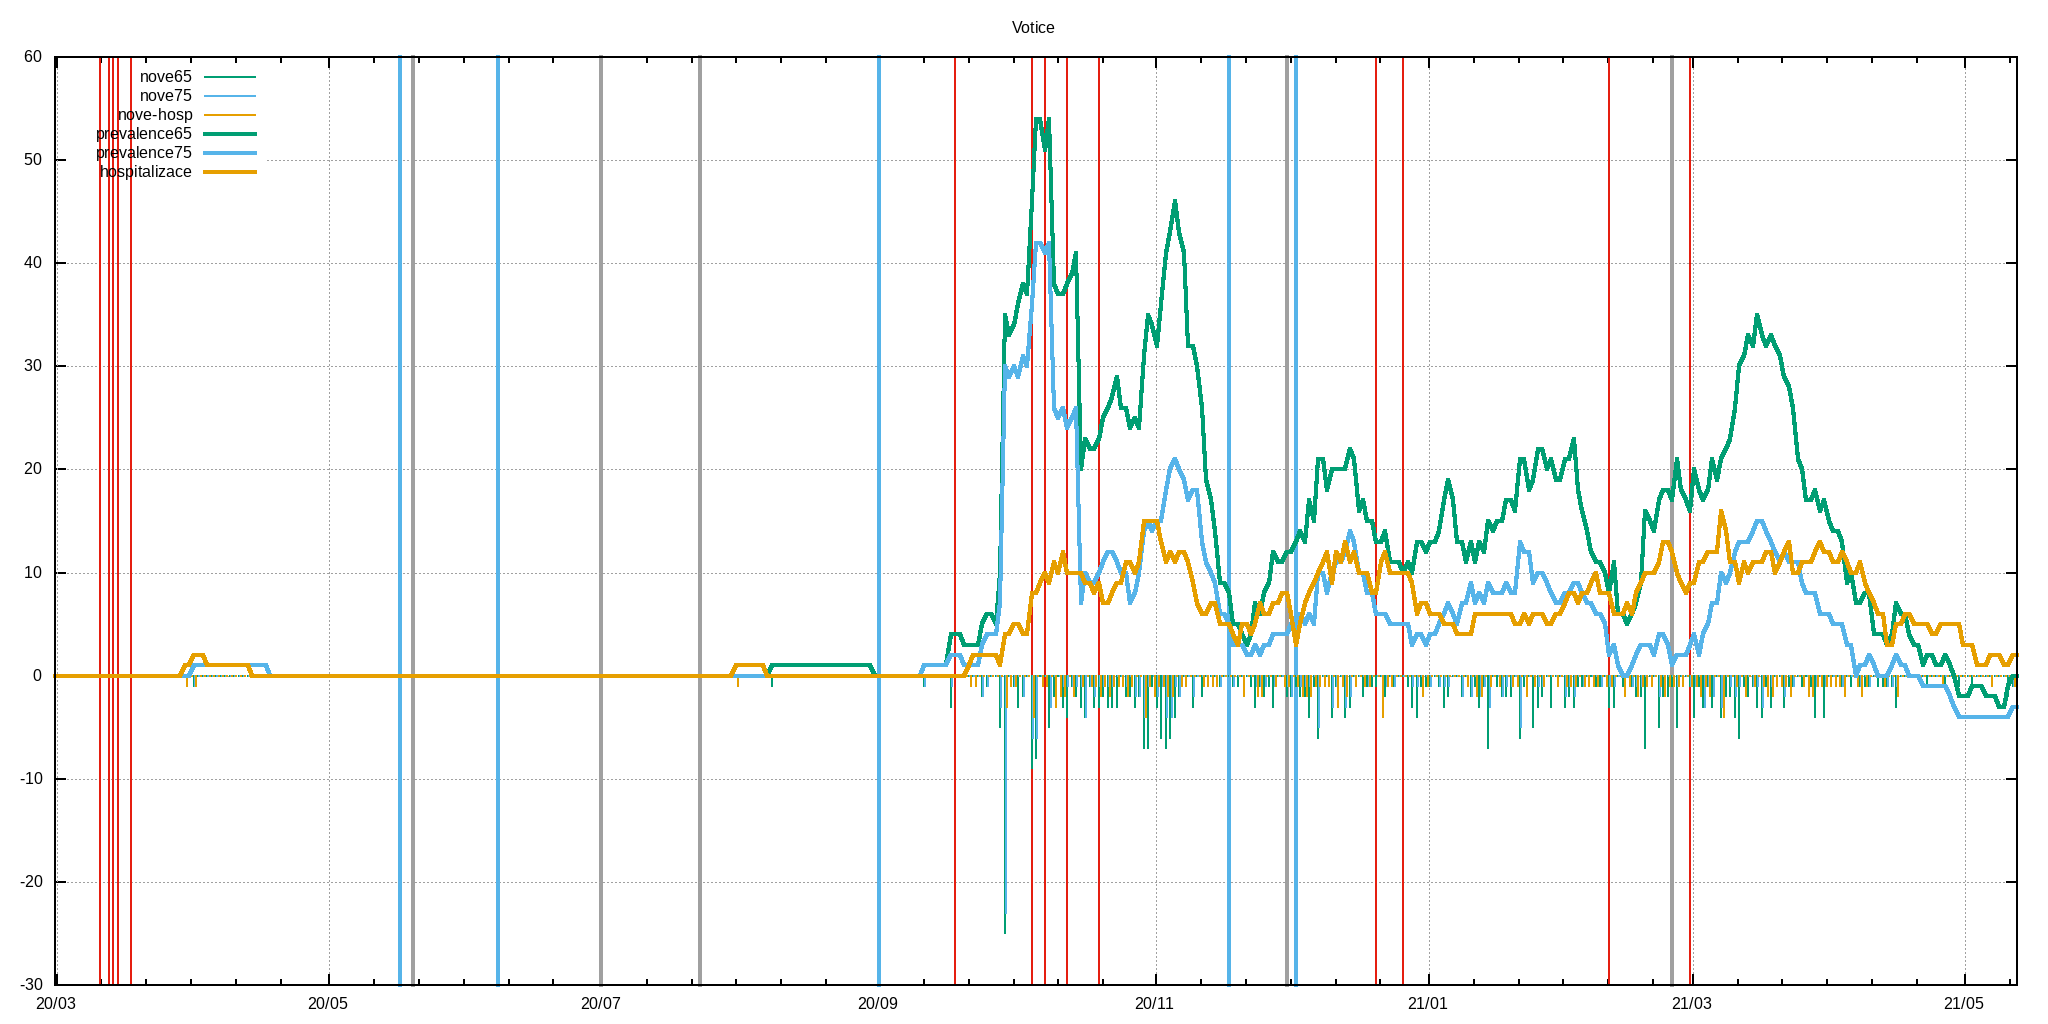 Votice
60
nove65
nove75
nove-hosp
prevalence65
prevalence75
hospitalizace
50
40
30
20
10
0
-10
-20
-30
20/03 20/05 20/07 20/09 20/11 21/01 21/03 21/05